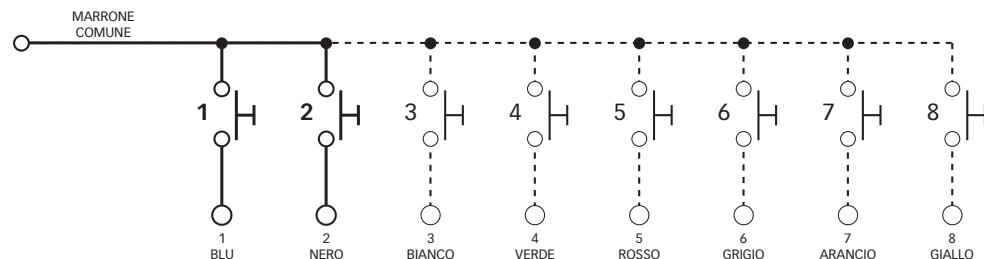 MARRONE
COMUNE
1 2 3 4 5 6 7 8
1 2 3 4 5 6 7 8
BLU NERO BIANCO VERDE ROSSO GRIGIO ARANCIO GIALLO